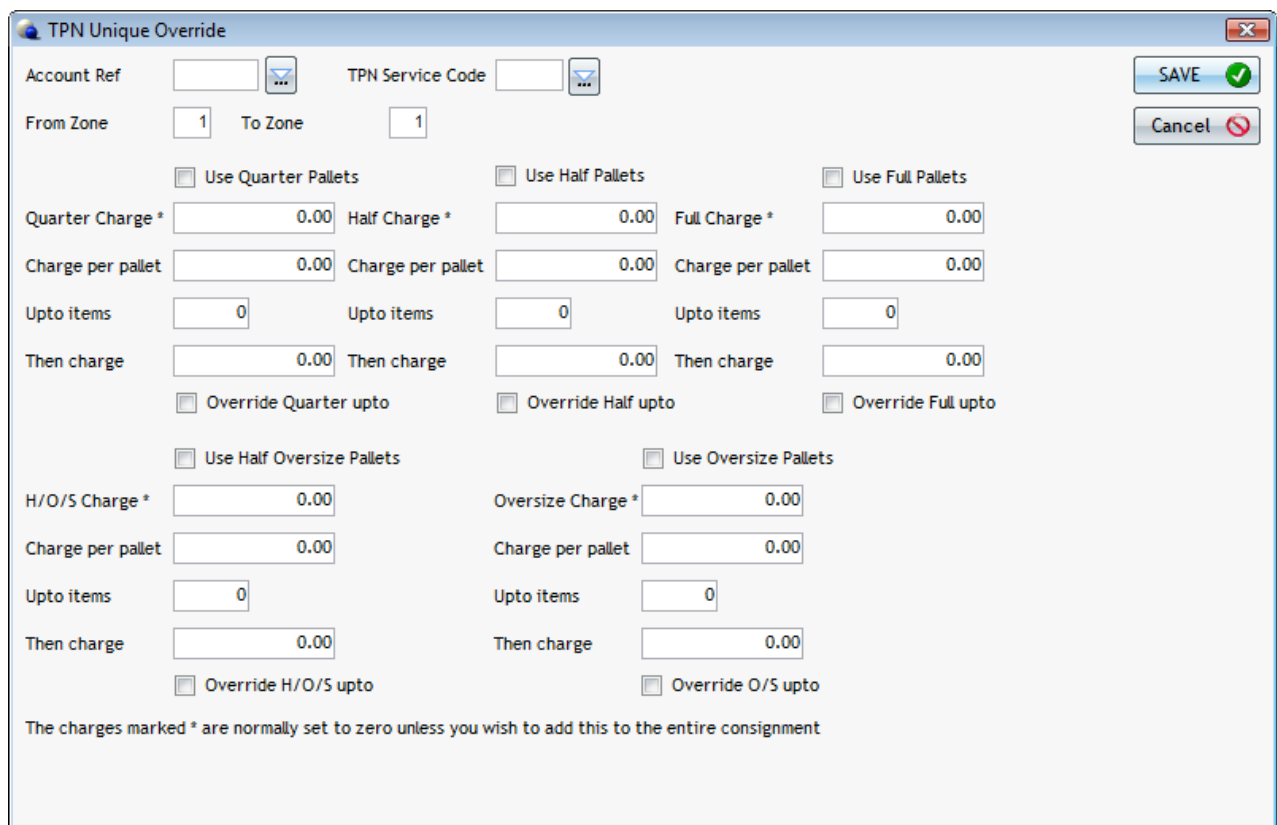 TPN Unique Override
Account Ref TPN Service Code SAVE
From Zone 1 To Zone 1 Cancel
Use Quarter Pallets Use Half Pallets Use Full Pallets
Quarter Charge * 0.00 Half Charge * 0.00 Full Charge * 0.00
Charge per pallet 0.00 Charge per pallet 0.00 Charge per pallet 0.00
Upto items 0 Upto items 0 Upto items 0
Then charge 0.00 Then charge 0.00 Then charge 0.00
Override Quarter upto Override Half upto Override Full upto
Use Half Oversize Pallets Use Oversize Pallets
H/O/S Charge * 0.00 Oversize Charge * 0.00
Charge per pallet 0.00 Charge per pallet 0.00
Upto items 0 Upto items 0
Then charge 0.00 Then charge 0.00
Override H/O/S upto Override O/S upto
The charges marked * are normally set to zero unless you wish to add this to the entire consignment